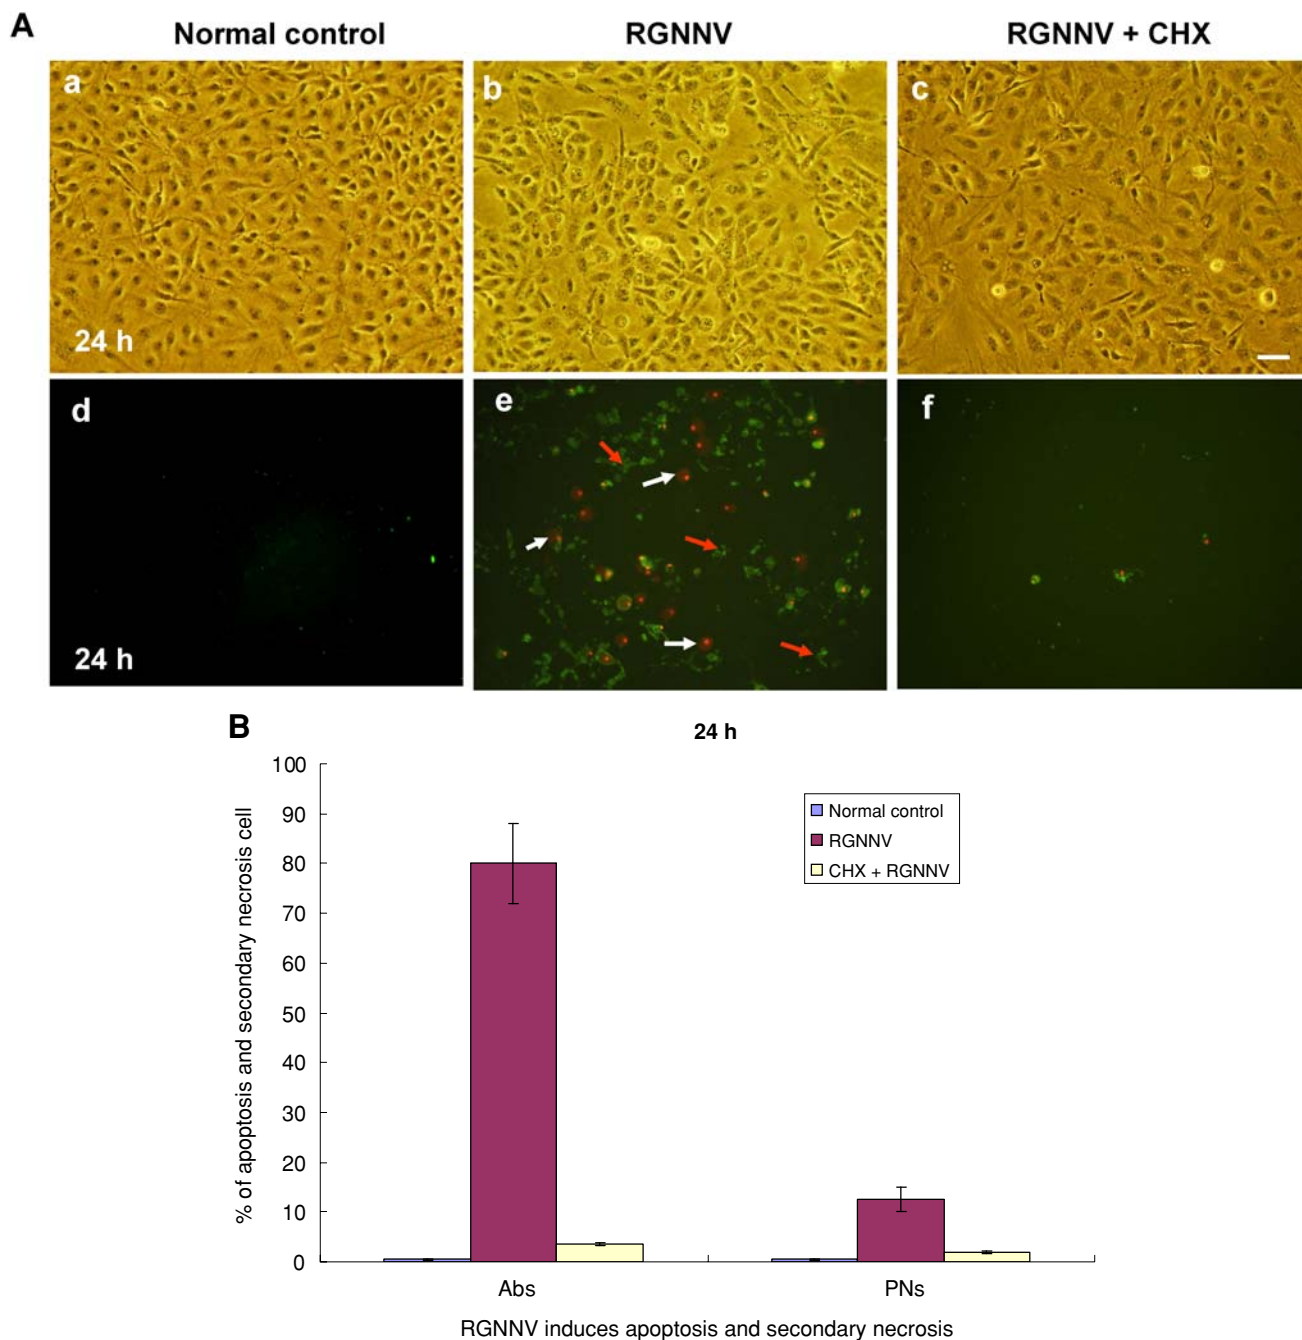 A
Normal control
RGNNV
RGNNV + CHX
a
b
c
24 h
d
e
f
24 h
B
24 h
% of apoptosis and secondary necrosis cell
100
90
80
70
60
50
40
30
20
10
0
Normal control
RGNNV
CHX + RGNNV
Abs
PNs
RGNNV induces apoptosis and secondary necrosis